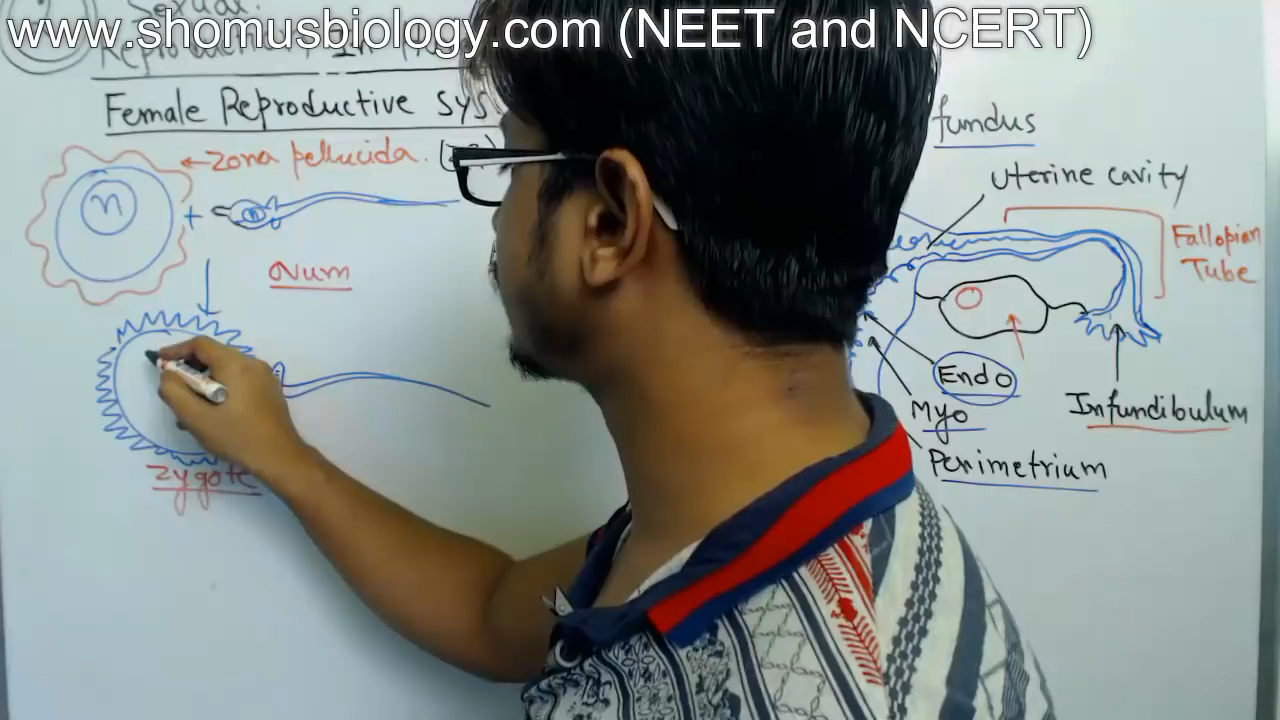 Sexual.
www.shomusbiology.com (NEET and NCERT)
Female Reproductive Sys
←Zona pellucida.
n
+
n
Ovum
Zygote
fundus
Uterine cavity
Fallopian
Tube
Endo
Myo
Infundibulum
Perimetrium